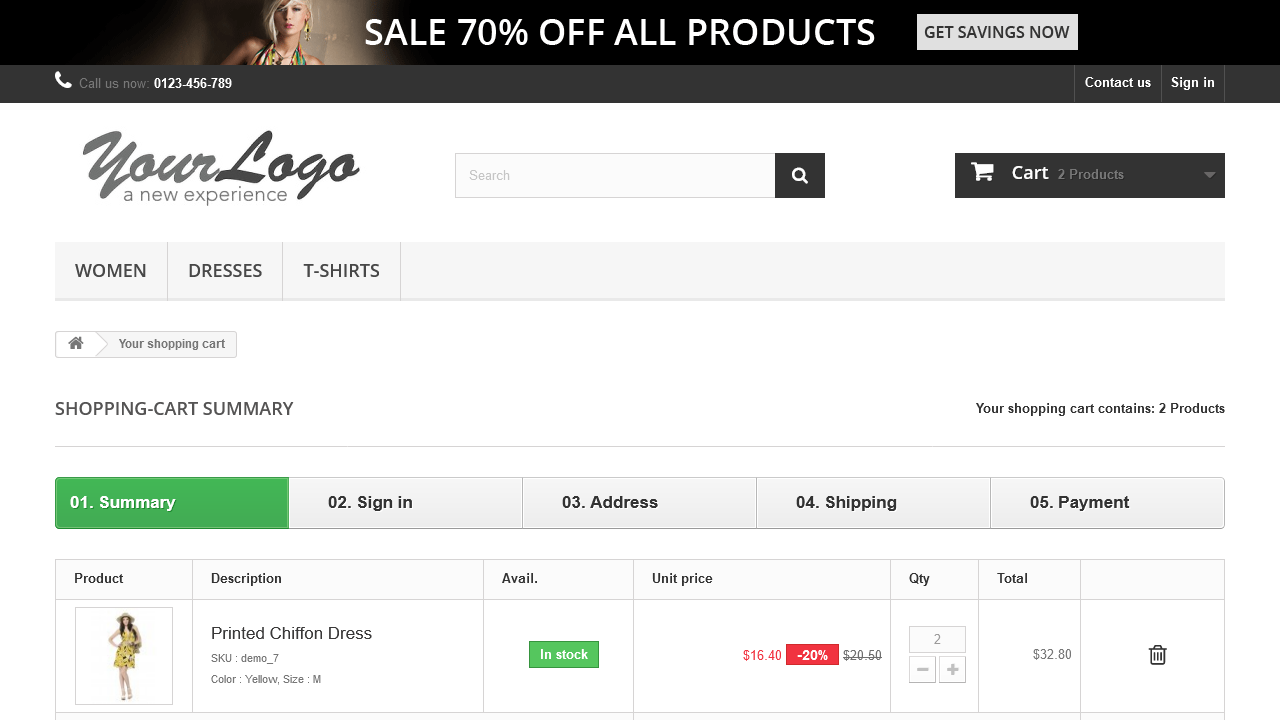 SALE 70% OFF ALL PRODUCTS GET SAVINGS NOW
Call us now: 0123-456-789 Contact us Sign in
YourLogo
a new experience
Search
Cart 2 Products
WOMEN DRESSES T-SHIRTS
Your shopping cart
SHOPPING-CART SUMMARY Your shopping cart contains: 2 Products
01. Summary 02. Sign in 03. Address 04. Shipping 05. Payment
Product Description Avail. Unit price Qty Total
Printed Chiffon Dress
SKU : demo_7
Color : Yellow, Size : M
In stock
$16.40 -20% $20.50
2
$32.80